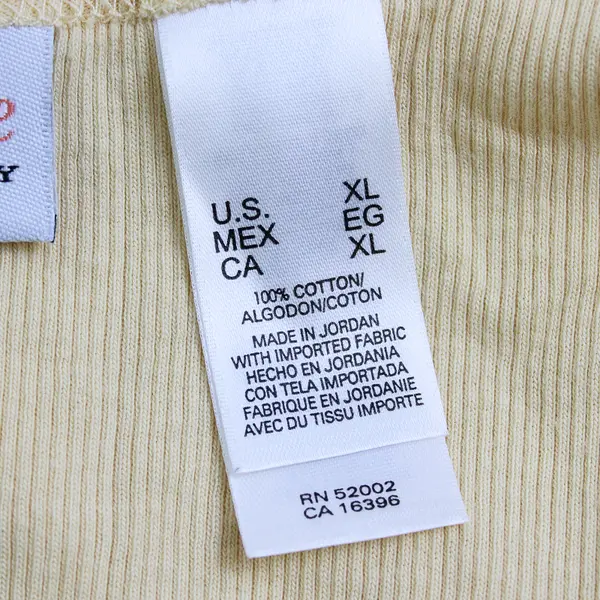 U.S. XL
MEX EG
CA XL
100% COTTON/
ALGODON/COTON
MADE IN JORDAN
WITH IMPORTED FABRIC
HECHO EN JORDANIA
CON TELA IMPORTADA
FABRIQUE EN JORDANIE
AVEC DU TISSU IMPORTE
RN 52002
CA 16396